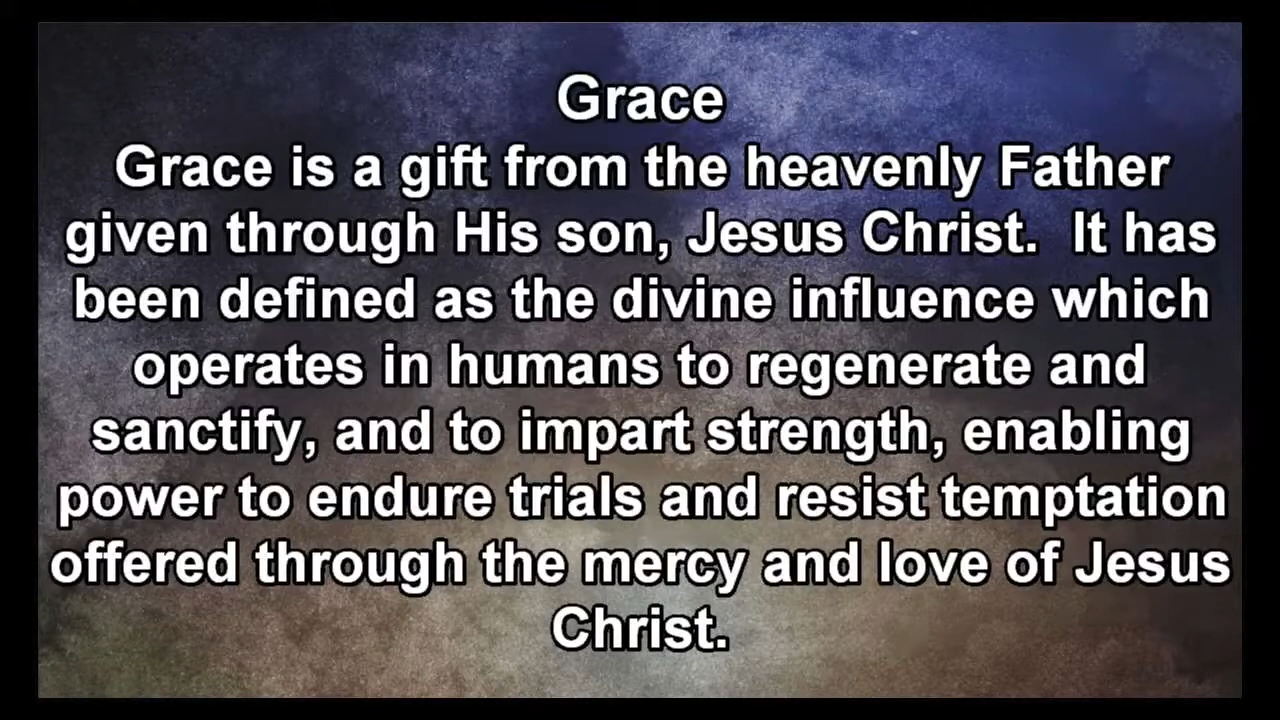 Grace
Grace is a gift from the heavenly Father
given through His son, Jesus Christ.  It has
been defined as the divine influence which
operates in humans to regenerate and
sanctify, and to impart strength, enabling
power to endure trials and resist temptation
offered through the mercy and love of Jesus
Christ.